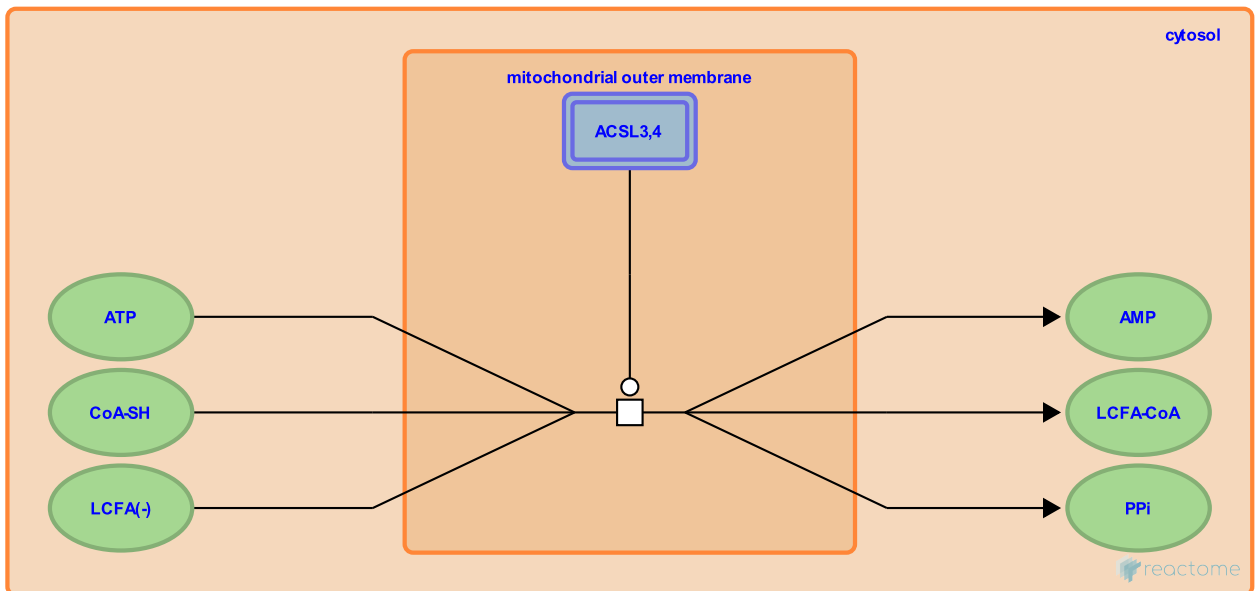 cytosol
mitochondrial outer membrane
ACSL3,4
ATP
AMP
CoA-SH
LCFA-CoA
LCFA(-)
PPi
reactome